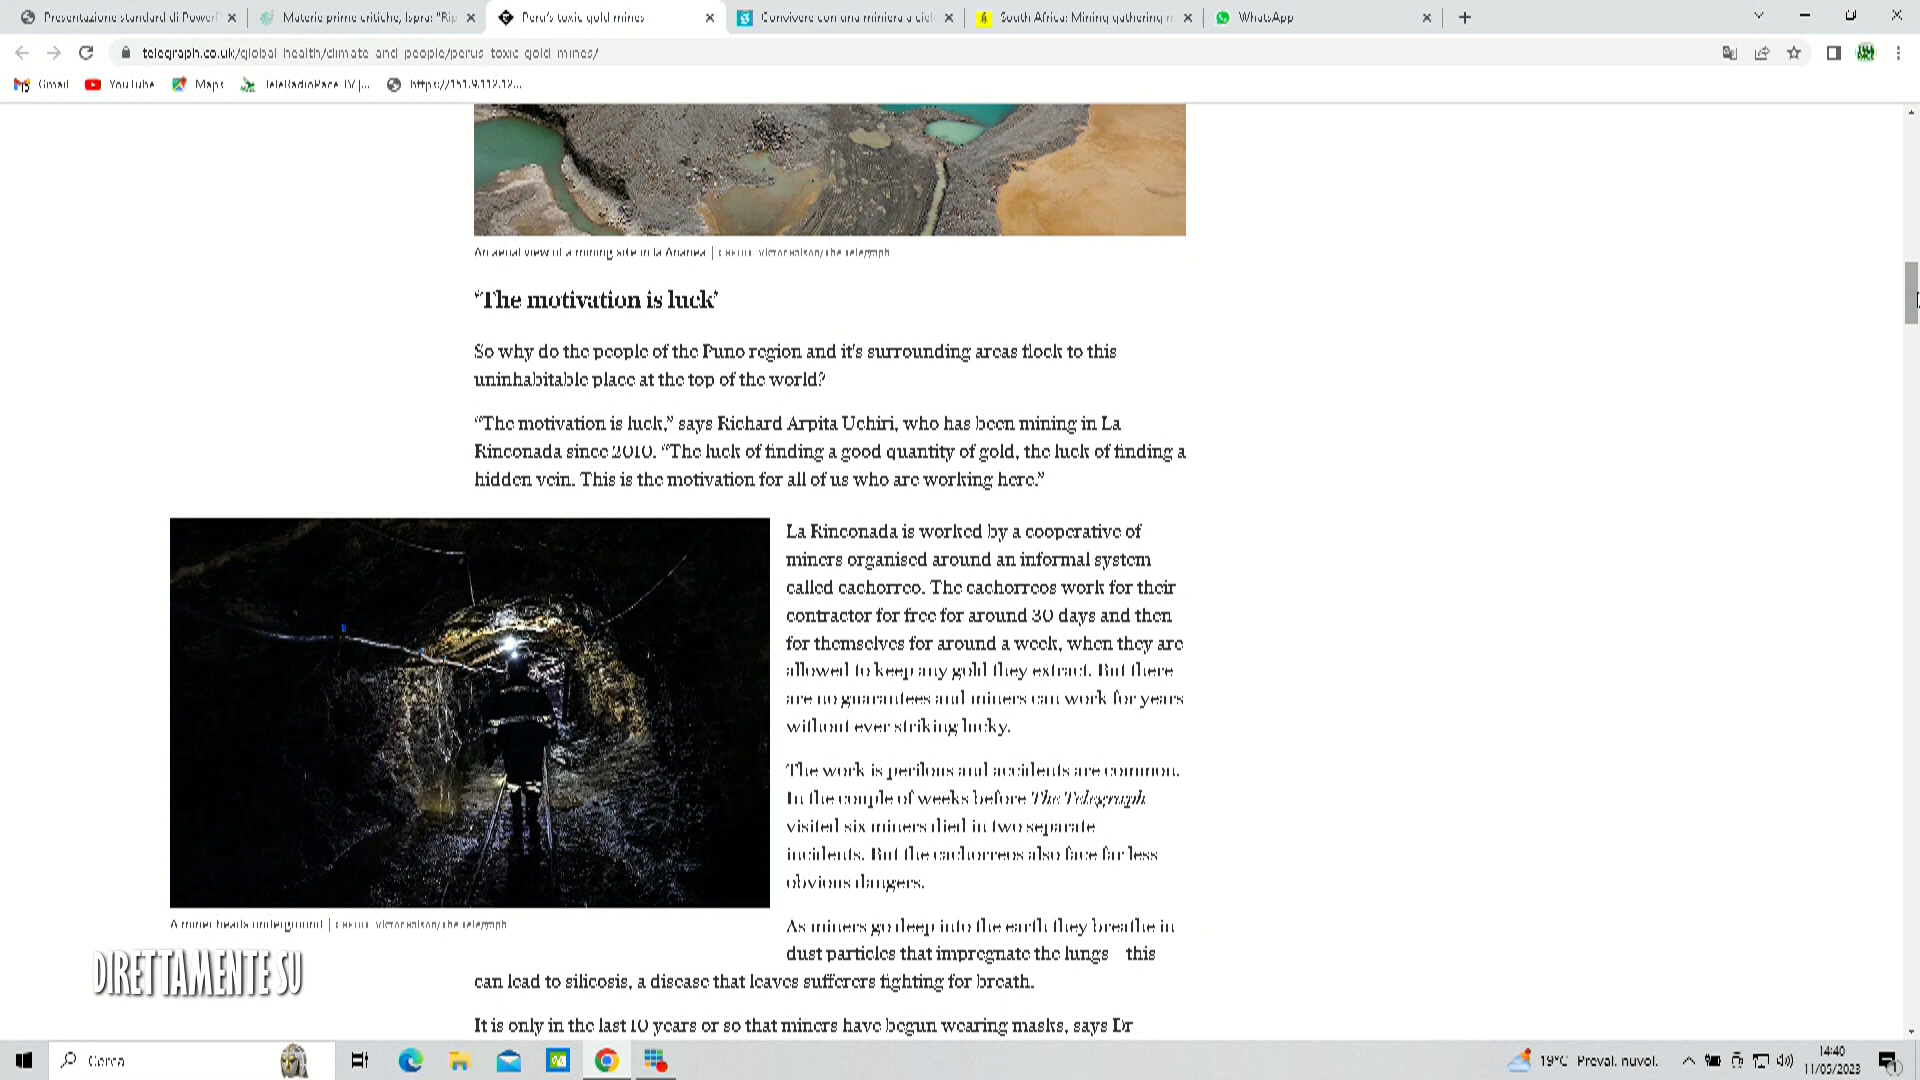 Presentazione standard di PowerP
Materie prime critiche, Ispra: "Rip
Peru's toxic gold mines
Convivere con una miniera a ciel
South Africa: Mining gathering n
WhatsApp
telegraph.co.uk/global-health/climate-and-people/perus-toxic-gold-mines/
Gmail
YouTube
Maps
TeleRadioPace TV |...
An aerial view of a mining site in la Ananea | CREDIT: Victor Raison/The Telegraph
'The motivation is luck'
So why do the people of the Puno region and it's surrounding areas flock to this
uninhabitable place at the top of the world?
"The motivation is luck," says Richard Arpita Uchiri, who has been mining in La
Rinconada since 2010. "The luck of finding a good quantity of gold, the luck of finding a
hidden vein. This is the motivation for all of us who are working here."
La Rinconada is worked by a cooperative of
miners organised around an informal system
called cachorreo. The cachorreos work for their
contractor for free for around 30 days and then
for themselves for around a week, when they are
allowed to keep any gold they extract. But there
are no guarantees and miners can work for years
without ever striking lucky.
The work is perilous and accidents are common.
In the couple of weeks before The Telegraph
visited six miners died in two separate
incidents. But the cachorreos also face far less
obvious dangers.
A miner heads underground | CREDIT: Victor Raison/The Telegraph
As miners go deep into the earth they breathe in
dust particles that impregnate the lungs – this
can lead to silicosis, a disease that leaves sufferers fighting for breath.
It is only in the last 10 years or so that miners have begun wearing masks, says Dr
DIRETTAMENTE SU
Cerca
19°C Preval. nuvol.
14:40
11/05/2023